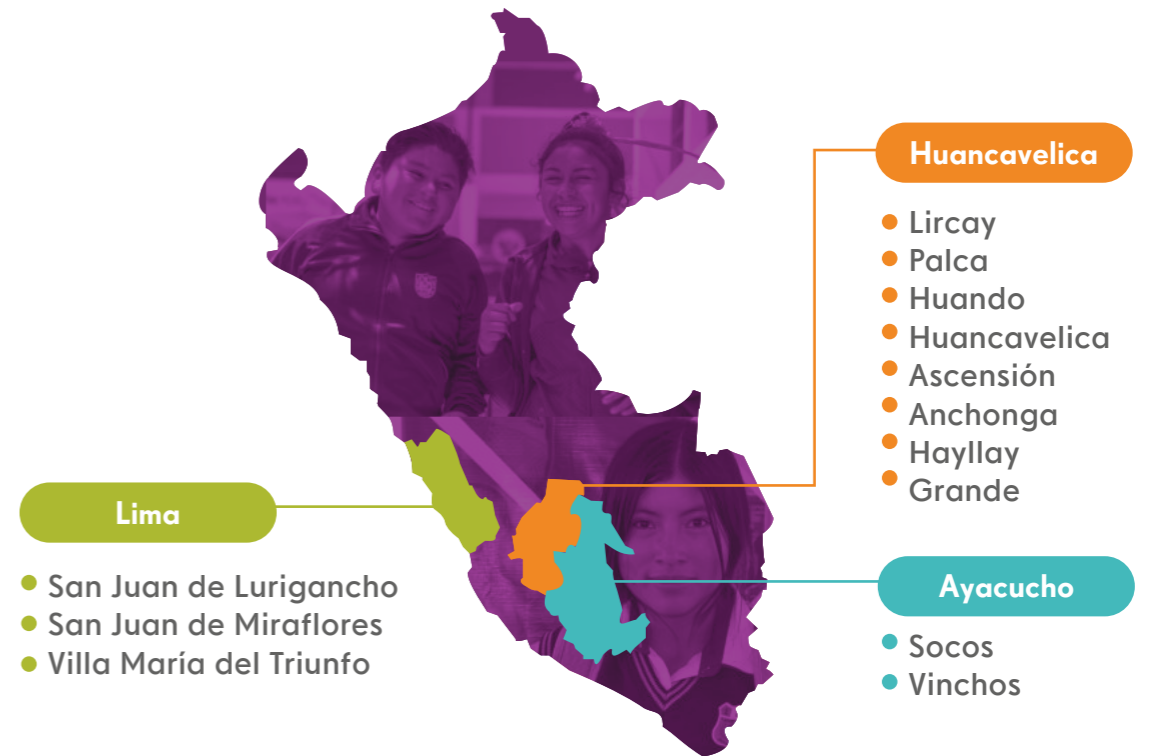 Huancavelica
Lircay
Palca
Huando
Huancavelica
Ascensión
Anchonga
Hayllay
Grande
Lima
San Juan de Lurigancho
San Juan de Miraflores
Villa María del Triunfo
Ayacucho
Socos
Vinchos